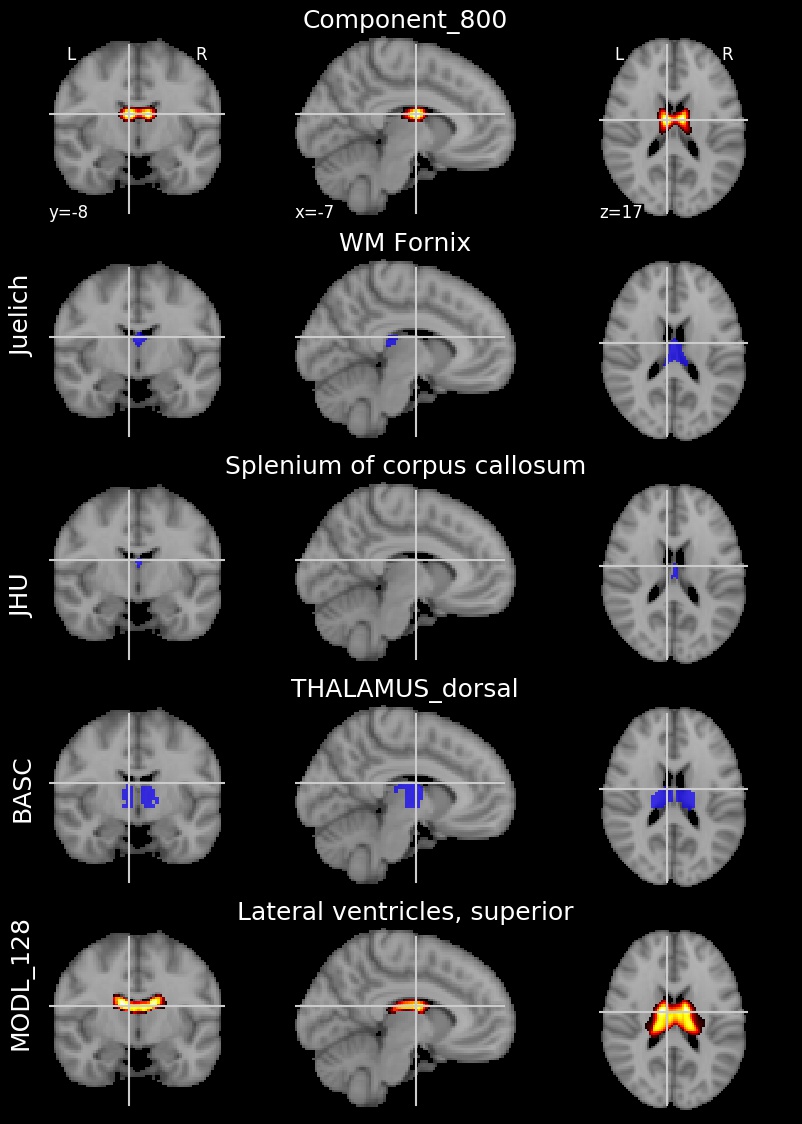 Component_800
L R L R
y=-8 x=-7 z=17
WM Fornix
Juelich
Splenium of corpus callosum
JHU
THALAMUS_dorsal
BASC
Lateral ventricles, superior
MODL_128